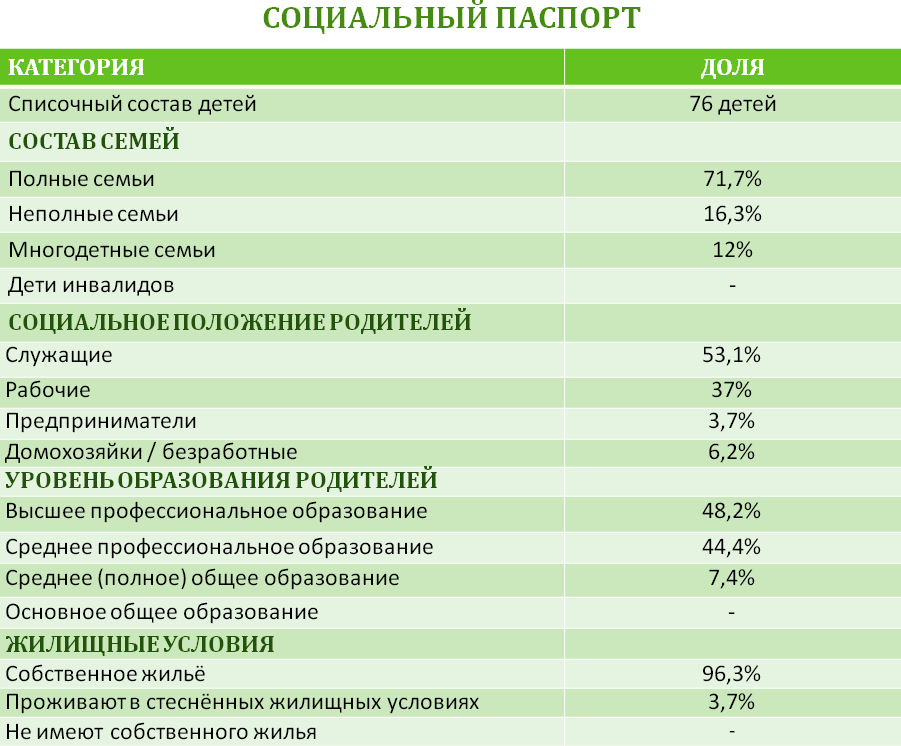 СОЦИАЛЬНЫЙ ПАСПОРТ
КАТЕГОРИЯ ДОЛЯ
Списочный состав детей 76 детей
СОСТАВ СЕМЕЙ
Полные семьи 71,7%
Неполные семьи 16,3%
Многодетные семьи 12%
Дети инвалидов -
СОЦИАЛЬНОЕ ПОЛОЖЕНИЕ РОДИТЕЛЕЙ
Служащие 53,1%
Рабочие 37%
Предприниматели 3,7%
Домохозяйки / безработные 6,2%
УРОВЕНЬ ОБРАЗОВАНИЯ РОДИТЕЛЕЙ
Высшее профессиональное образование 48,2%
Среднее профессиональное образование 44,4%
Среднее (полное) общее образование 7,4%
Основное общее образование -
ЖИЛИЩНЫЕ УСЛОВИЯ
Собственное жильё 96,3%
Проживают в стеснённых жилищных условиях 3,7%
Не имеют собственного жилья -